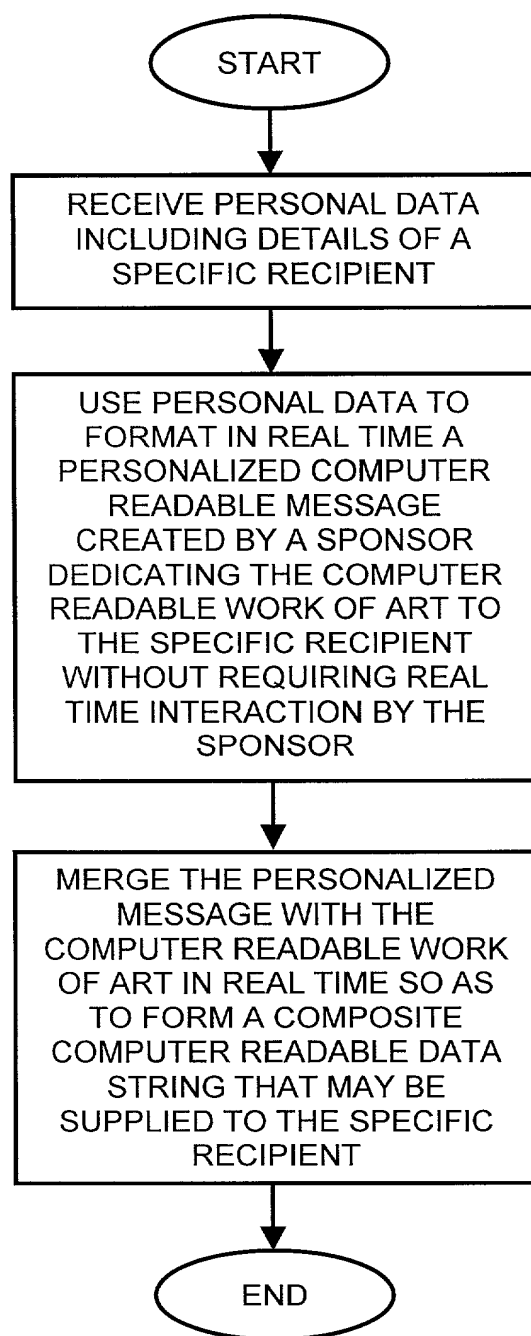 START
RECEIVE PERSONAL DATA
INCLUDING DETAILS OF A
SPECIFIC RECIPIENT
USE PERSONAL DATA TO
FORMAT IN REAL TIME A
PERSONALIZED COMPUTER
READABLE MESSAGE
CREATED BY A SPONSOR
DEDICATING THE COMPUTER
READABLE WORK OF ART TO
THE SPECIFIC RECIPIENT
WITHOUT REQUIRING REAL
TIME INTERACTION BY THE
SPONSOR
MERGE THE PERSONALIZED
MESSAGE WITH THE
COMPUTER READABLE WORK
OF ART IN REAL TIME SO AS
TO FORM A COMPOSITE
COMPUTER READABLE DATA
STRING THAT MAY BE
SUPPLIED TO THE SPECIFIC
RECIPIENT
END